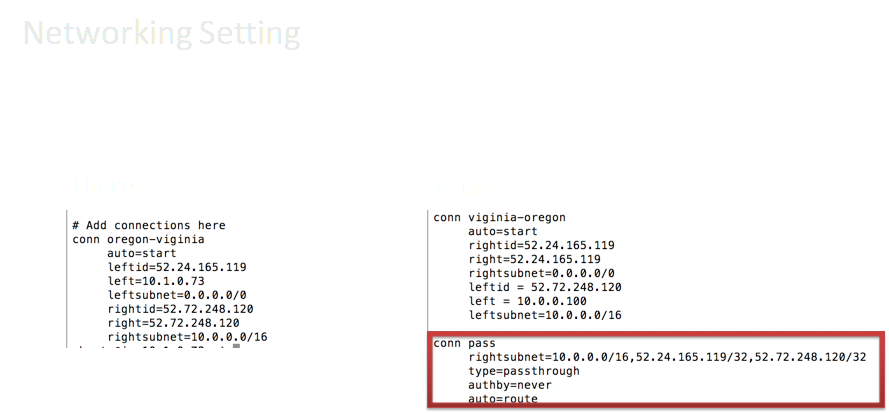 Networking Setting
# Add connections here
conn oregon-viginia
auto=start
leftid=52.24.165.119
left=10.1.0.73
leftsubnet=0.0.0.0/0
rightid=52.72.248.120
right=52.72.248.120
rightsubnet=10.0.0.0/16
conn viginia-oregon
auto=start
rightid=52.24.165.119
right=52.24.165.119
rightsubnet=0.0.0.0/0
leftid = 52.72.248.120
left = 10.0.0.100
leftsubnet=10.0.0.0/16
conn pass
rightsubnet=10.0.0.0/16,52.24.165.119/32,52.72.248.120/32
type=passthrough
authby=never
auto=route